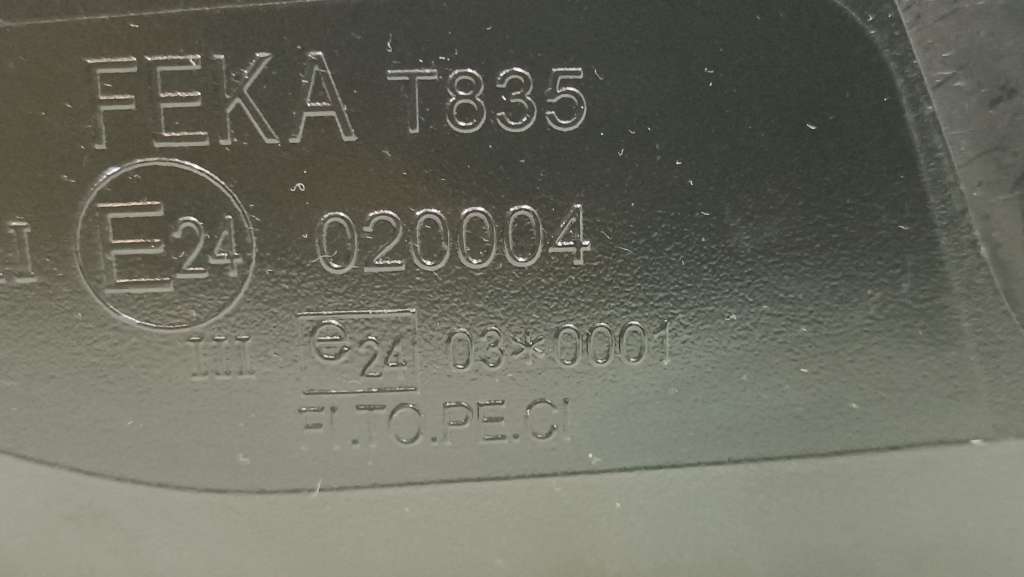 FEKA T835
E24 020004
III e24 03*0001
FI.TO.PE.CI